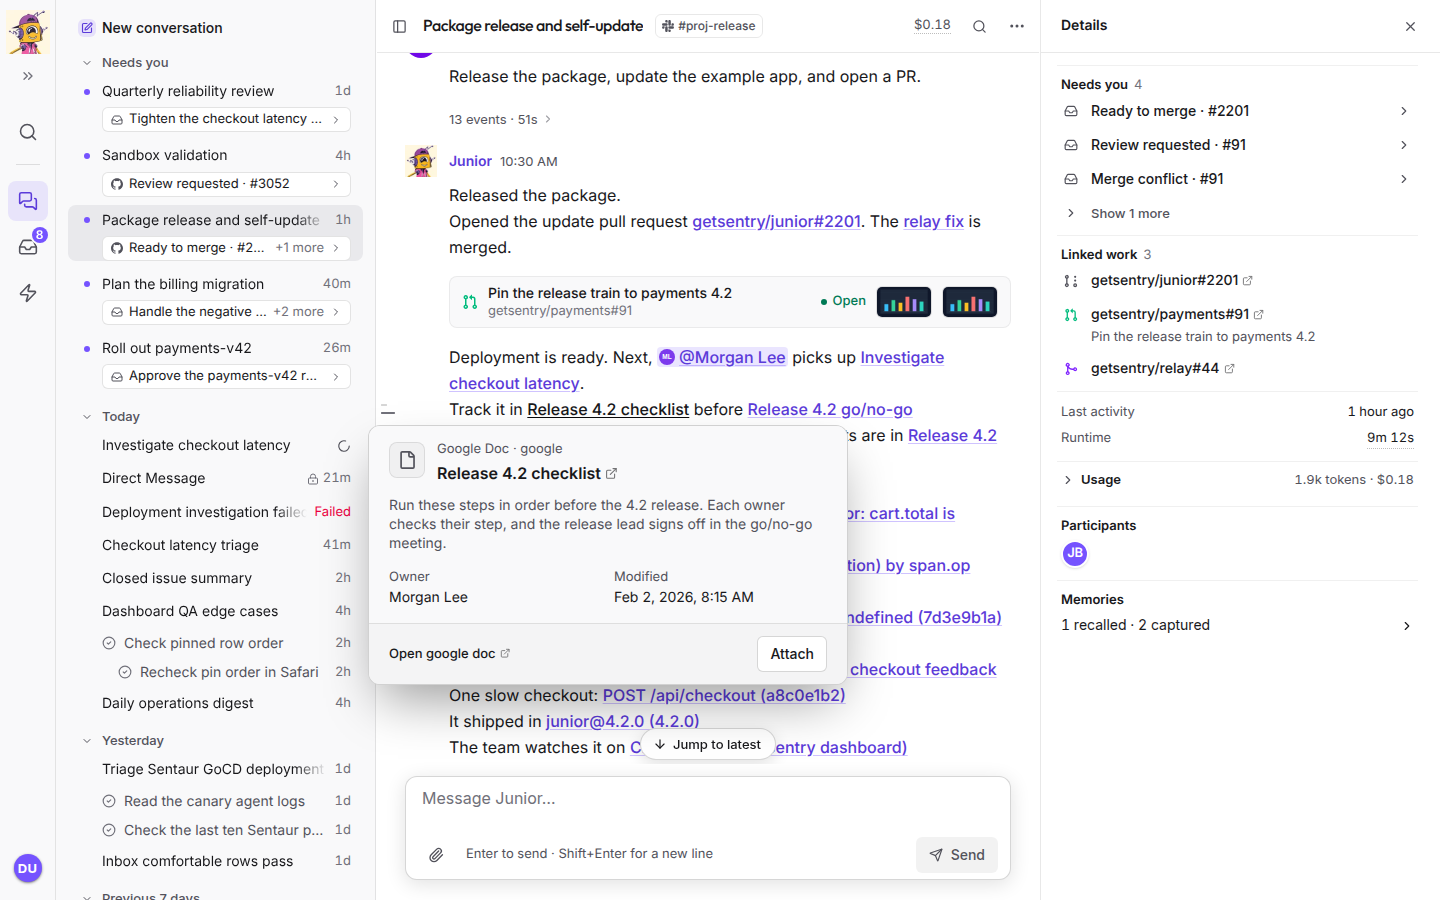 New conversation
Needs you
Quarterly reliability review 1d
Tighten the checkout latency ...
Sandbox validation 4h
Review requested · #3052
Package release and self-update 1h
Ready to merge · #2... +1 more
Plan the billing migration 40m
Handle the negative ... +2 more
Roll out payments-v42 26m
Approve the payments-v42 r...
Today
Investigate checkout latency
Direct Message 21m
Deployment investigation failed Failed
Checkout latency triage 41m
Closed issue summary 2h
Dashboard QA edge cases 4h
Check pinned row order 2h
Recheck pin order in Safari 2h
Daily operations digest 4h
Yesterday
Triage Sentaur GoCD deployment 1d
Read the canary agent logs 1d
Check the last ten Sentaur p... 1d
Inbox comfortable rows pass 1d
Previous 7 days
8
DU
Package release and self-update #proj-release $0.18
Release the package, update the example app, and open a PR.
13 events · 51s
Junior 10:30 AM
Released the package.
Opened the update pull request getsentry/junior#2201. The relay fix is
merged.
Pin the release train to payments 4.2
getsentry/payments#91
Open
Deployment is ready. Next, ML @Morgan Lee picks up Investigate
checkout latency.
Track it in Release 4.2 checklist before Release 4.2 go/no-go
s are in Release 4.2
or: cart.total is
tion) by span.op
ndefined (7d3e9b1a)
checkout feedback
Google Doc · google
Release 4.2 checklist
Run these steps in order before the 4.2 release. Each owner
checks their step, and the release lead signs off in the go/no-go
meeting.
Owner Modified
Morgan Lee Feb 2, 2026, 8:15 AM
Open google doc Attach
One slow checkout: POST /api/checkout (a8c0e1b2)
It shipped in junior@4.2.0 (4.2.0)
The team watches it on C entry dashboard)
Jump to latest
Message Junior...
Enter to send · Shift+Enter for a new line
Send
Details
Needs you 4
Ready to merge · #2201
Review requested · #91
Merge conflict · #91
Show 1 more
Linked work 3
getsentry/junior#2201
getsentry/payments#91
Pin the release train to payments 4.2
getsentry/relay#44
Last activity 1 hour ago
Runtime 9m 12s
Usage 1.9k tokens · $0.18
Participants
JB
Memories
1 recalled · 2 captured